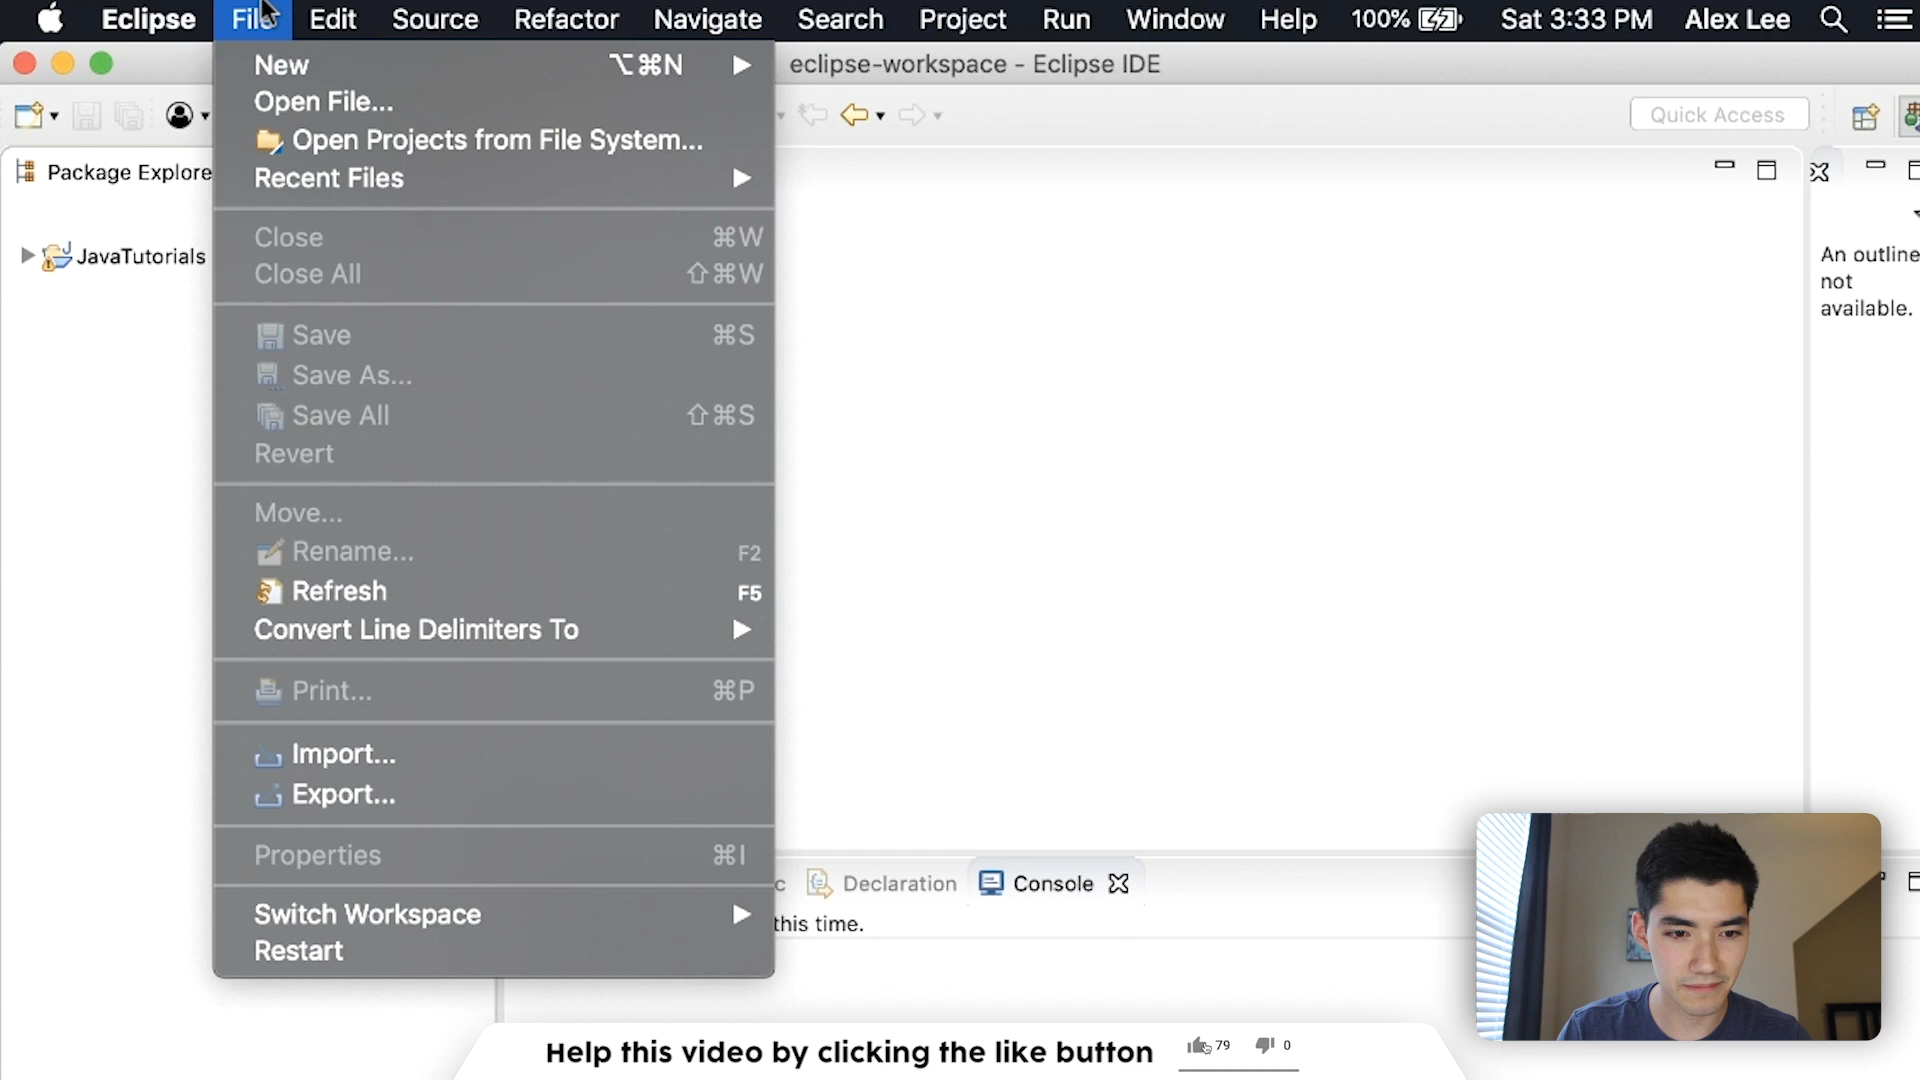 Eclipse File Edit Source Refactor Navigate Search Project Run Window Help 100% Sat 3:33 PM Alex Lee
eclipse-workspace - Eclipse IDE
Quick Access
Package Explore
JavaTutorials
New ⌥⌘N
Open File...
Open Projects from File System...
Recent Files
Close ⌘W
Close All ⇧⌘W
Save ⌘S
Save As...
Save All ⇧⌘S
Revert
Move...
Rename... F2
Refresh F5
Convert Line Delimiters To
Print... ⌘P
Import...
Export...
Properties ⌘I
Switch Workspace
Restart
An outline
not
available.
c Declaration Console
this time.
Help this video by clicking the like button 79 0